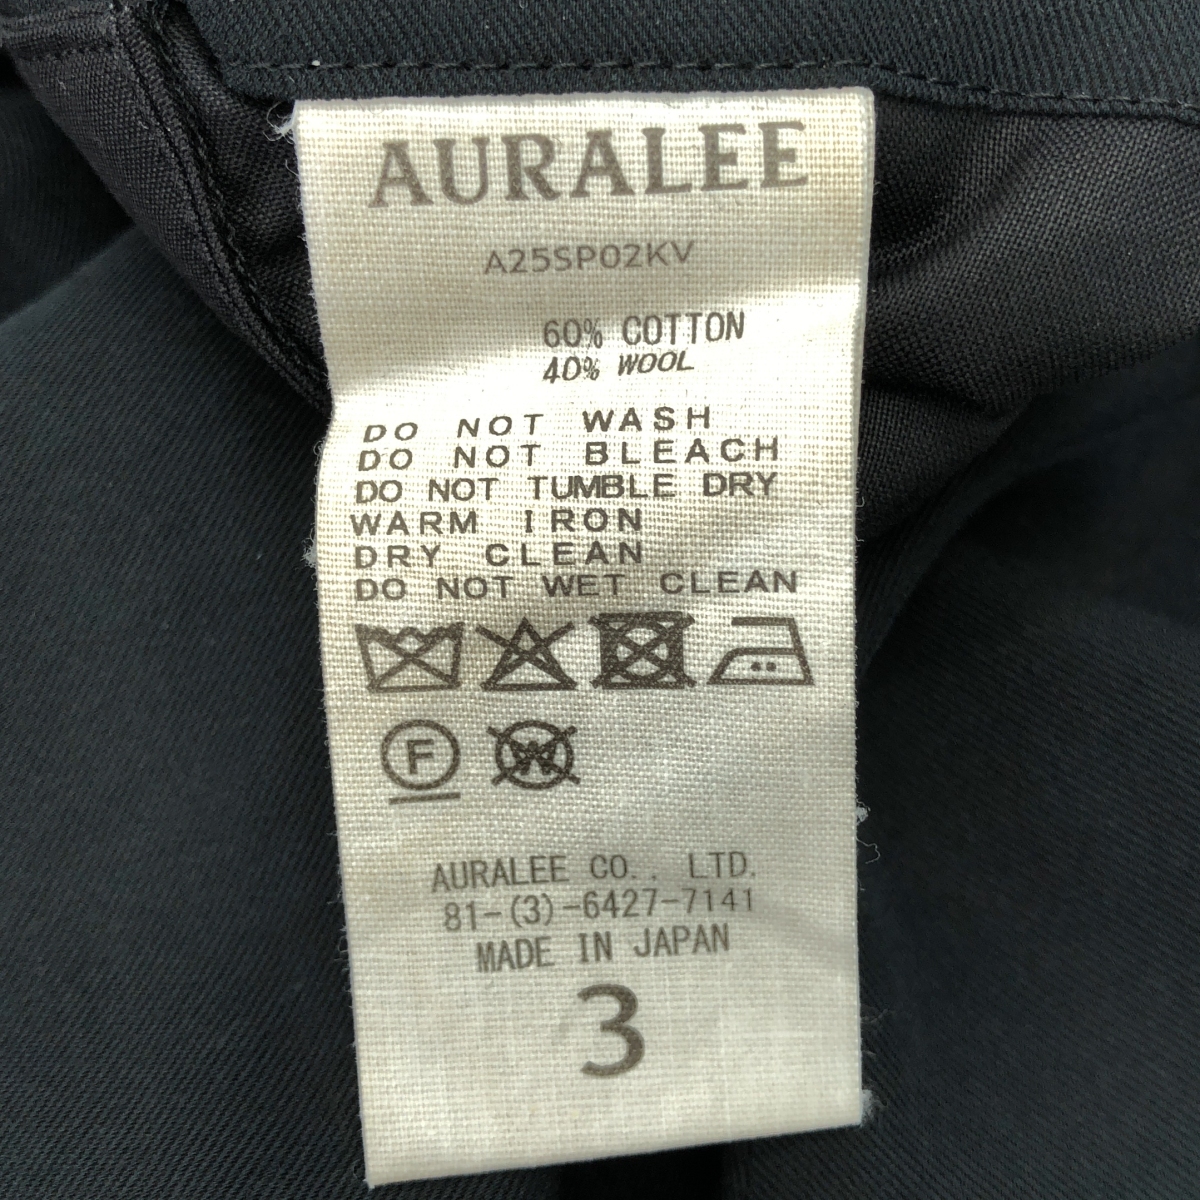 AURALEE
A25SP02KV
60% COTTON
40% WOOL
DO NOT WASH
DO NOT BLEACH
DO NOT TUMBLE DRY
WARM IRON
DRY CLEAN
DO NOT WET CLEAN
F W
AURALEE CO., LTD.
81-(3)-6427-7141
MADE IN JAPAN
3